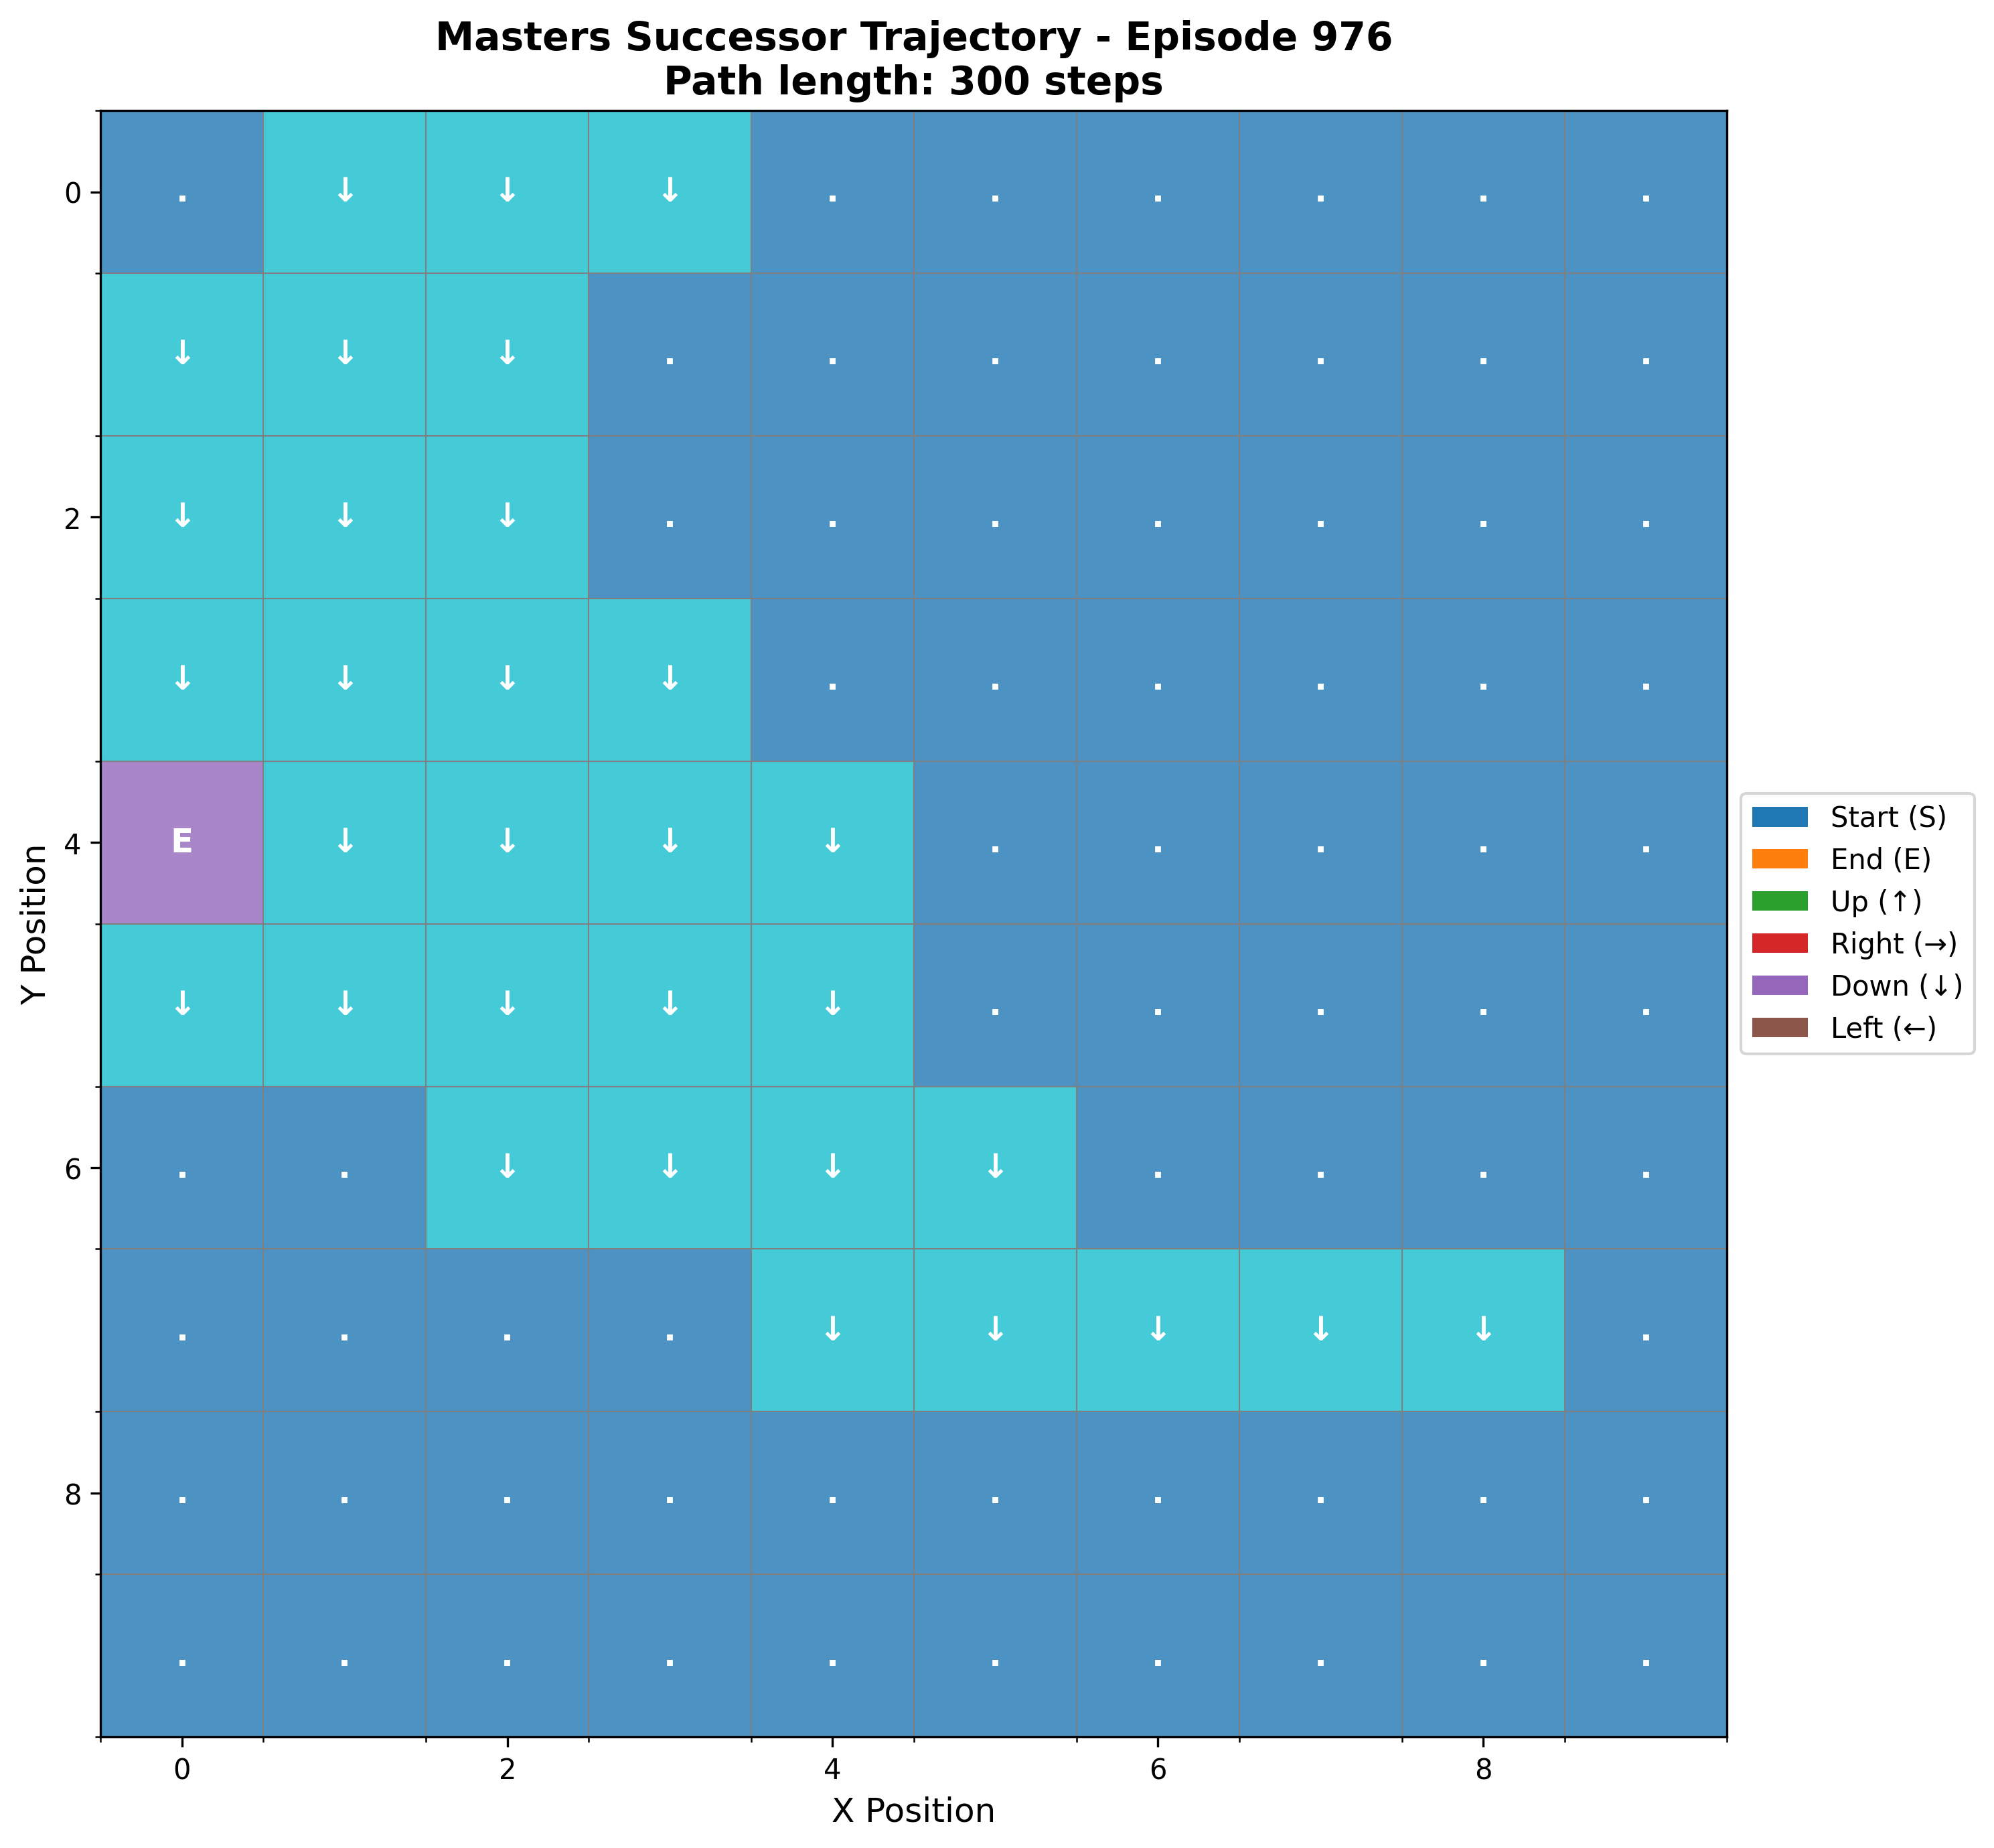 Masters Successor Trajectory - Episode 976
Path length: 300 steps
0 . ↓ ↓ ↓ . . . . . .
↓ ↓ ↓ . . . . . . .
2 ↓ ↓ ↓ . . . . . . .
↓ ↓ ↓ ↓ . . . . . .
4 E ↓ ↓ ↓ ↓ . . . . .
↓ ↓ ↓ ↓ ↓ . . . . .
6 . . ↓ ↓ ↓ ↓ . . . .
. . . . ↓ ↓ ↓ ↓ ↓ .
8 . . . . . . . . . .
. . . . . . . . . .
0 2 4 6 8
X Position
Y Position
Start (S)
End (E)
Up (↑)
Right (→)
Down (↓)
Left (←)